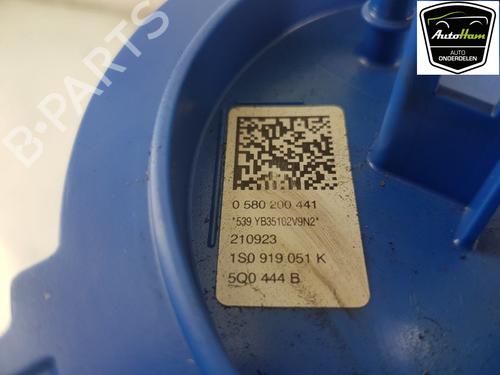 AutoHam
AUTO
ONDERDELEN
B-PARTS
0 580 200 441
*539 YB35102V9N2*
210923
1S0 919 051 K
5Q0 444 B